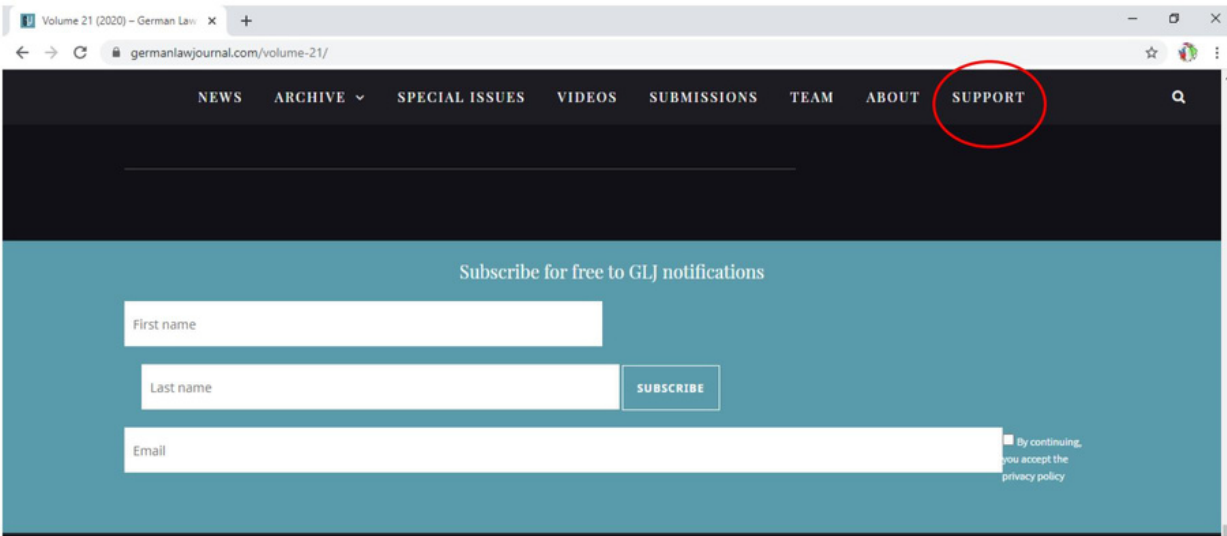 Volume 21 (2020) – German Law
germanlawjournal.com/volume-21/
NEWS ARCHIVE SPECIAL ISSUES VIDEOS SUBMISSIONS TEAM ABOUT SUPPORT
Subscribe for free to GLJ notifications
First name
Last name SUBSCRIBE
Email
By continuing,
you accept the
privacy policy